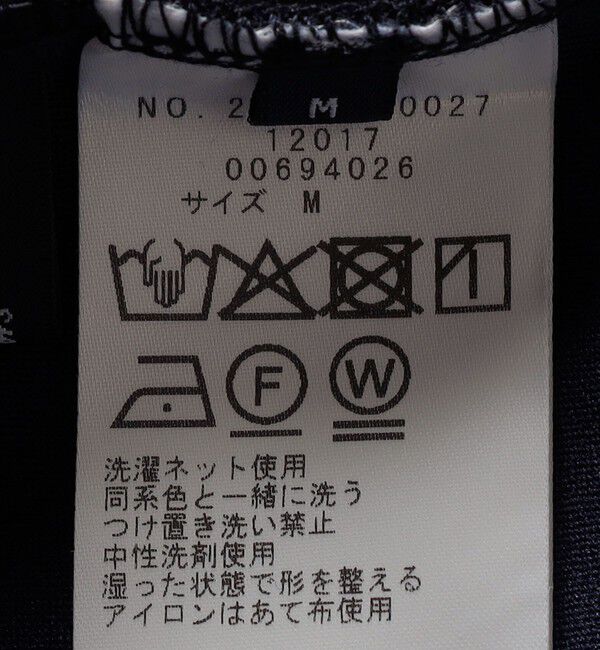 NO. 2 M 0027
12017
00694026
サイズ M
F W
洗濯ネット使用
同系色と一緒に洗う
つけ置き洗い禁止
中性洗剤使用
湿った状態で形を整える
アイロンはあて布使用